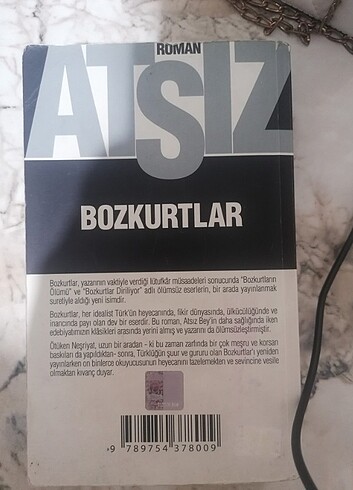 ROMAN
ATSIZ
BOZKURTLAR
Bozkurtlar, yazarının vaktiyle verdiği lütufkâr müsaadeleri sonucunda "Bozkurtların
Ölümü" ve "Bozkurtlar Diriliyor" adlı ölümsüz eserlerin, bir arada yayınlanmak
suretiyle aldığı yeni isimdir.
Bozkurtlar, her idealist Türk'ün heyecanında, fikir dünyasında, ülkücülüğünde ve
inancında payı olan dev bir eserdir. Bu roman, Atsız Bey'in daha sağlığında iken
edebiyatımızın klâsikleri arasında yerini almış ve yazarını da ölümsüzleştirmiştir.
Ötüken Neşriyat, uzun bir aradan - ki bu zaman zarfında bir çok meşru ve korsan
baskıları da yapıldıktan- sonra, Türklüğün şuur ve gururu olan Bozkurtlar'ı yeniden
yayınlarken on binlerce okuyucusunun heyecanını tazelemekten ve sevincine vesile
olmaktan kıvanç duyar.
9 789754 378009